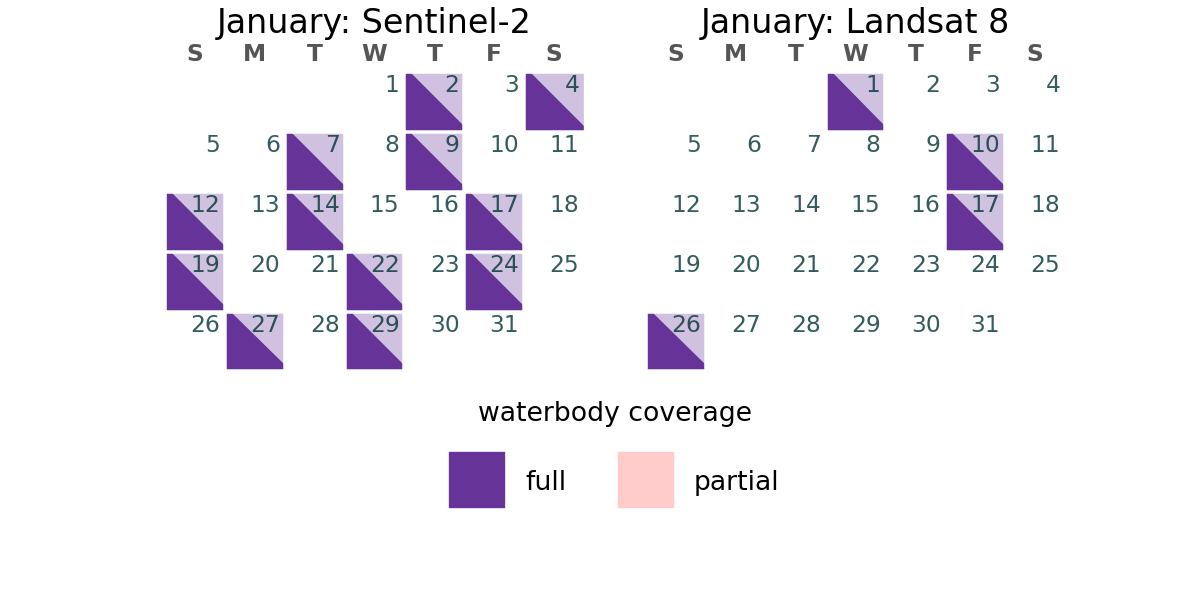 January: Sentinel-2
S M T W T F S
1 2 3 4
5 6 7 8 9 10 11
12 13 14 15 16 17 18
19 20 21 22 23 24 25
26 27 28 29 30 31
January: Landsat 8
S M T W T F S
1 2 3 4
5 6 7 8 9 10 11
12 13 14 15 16 17 18
19 20 21 22 23 24 25
26 27 28 29 30 31
waterbody coverage
full
partial